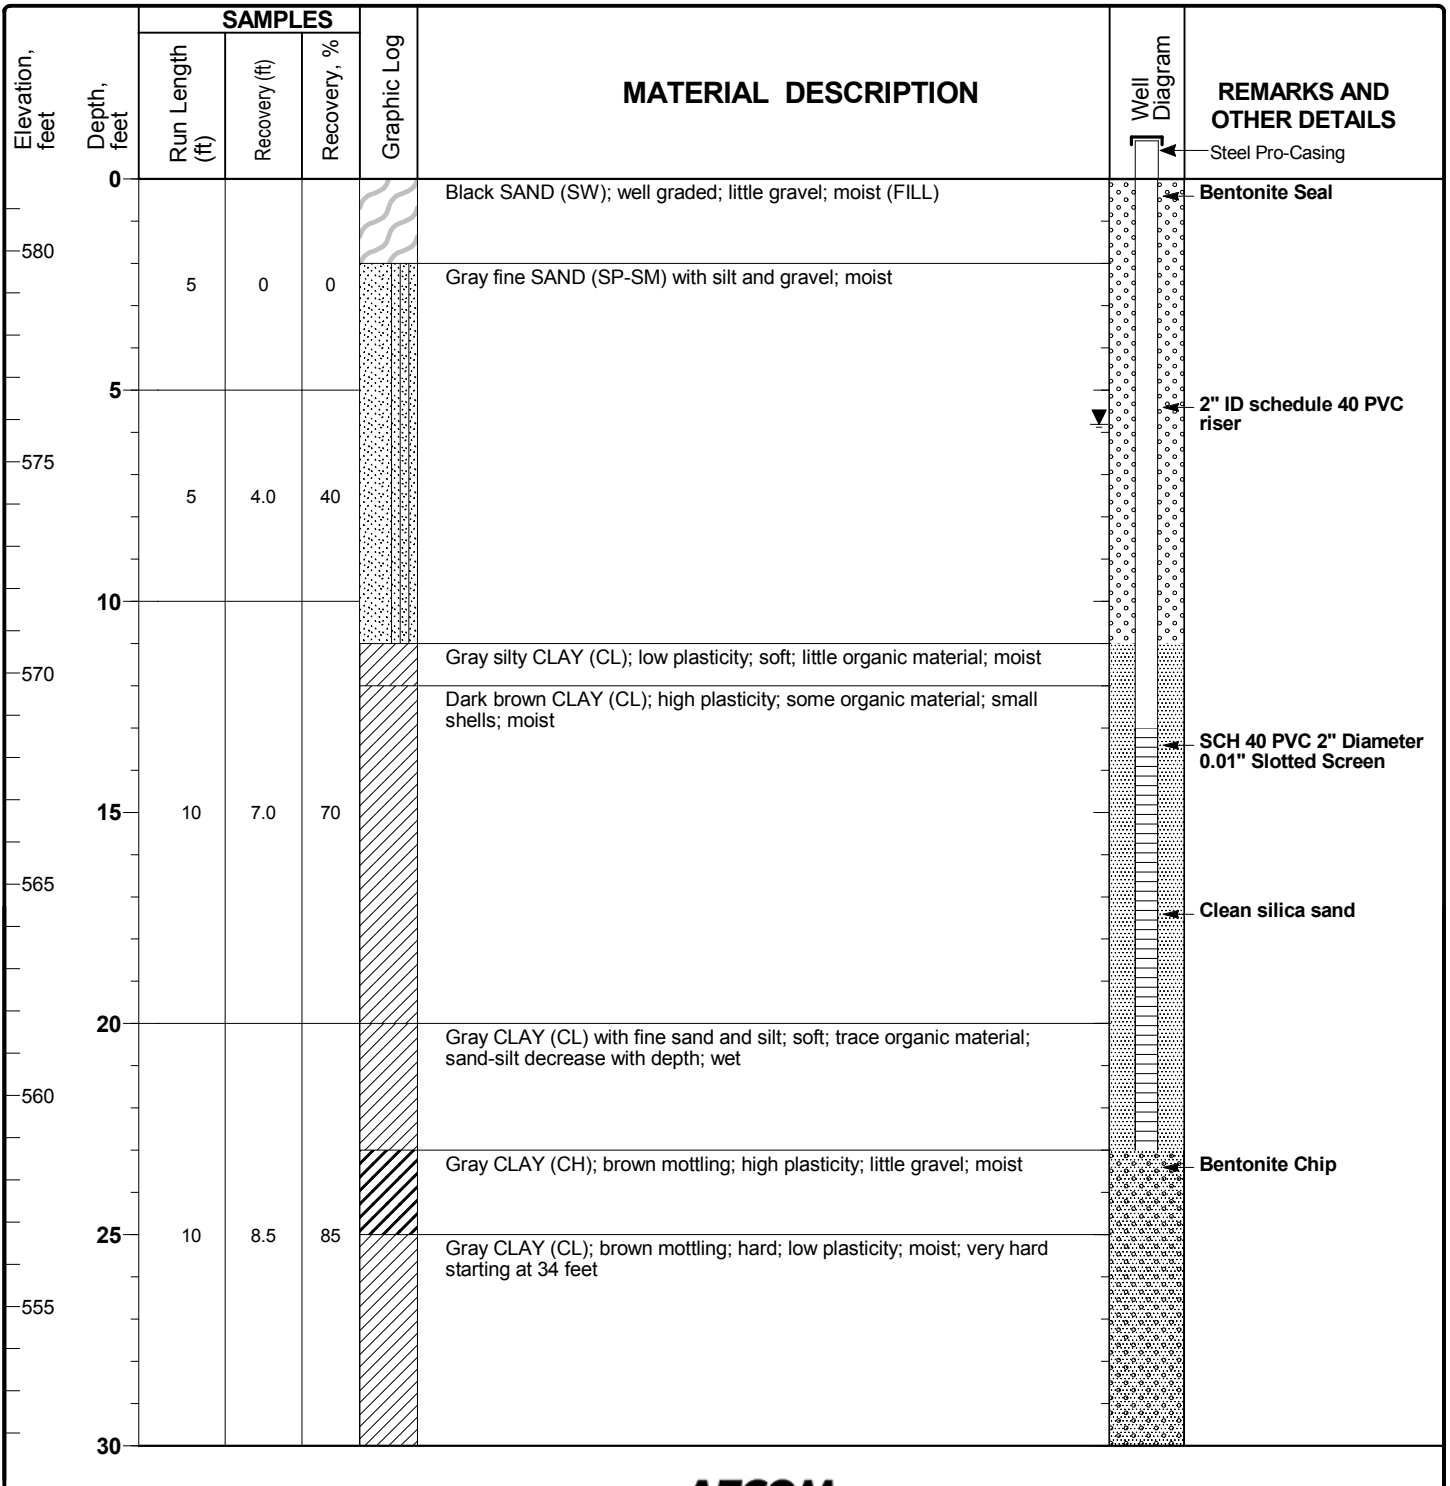 SAMPLES
Elevation,
feet
Depth,
feet
Run Length
(ft)
Recovery (ft)
Recovery, %
Graphic Log
MATERIAL DESCRIPTION
Well
Diagram
REMARKS AND
OTHER DETAILS
Steel Pro-Casing
0
Black SAND (SW); well graded; little gravel; moist (FILL)
Bentonite Seal
580
Gray fine SAND (SP-SM) with silt and gravel; moist
5 0 0
5
2" ID schedule 40 PVC
riser
575
5 4.0 40
10
Gray silty CLAY (CL); low plasticity; soft; little organic material; moist
570
Dark brown CLAY (CL); high plasticity; some organic material; small
shells; moist
SCH 40 PVC 2" Diameter
0.01" Slotted Screen
15 10 7.0 70
565
Clean silica sand
20
Gray CLAY (CL) with fine sand and silt; soft; trace organic material;
sand-silt decrease with depth; wet
560
Gray CLAY (CH); brown mottling; high plasticity; little gravel; moist
Bentonite Chip
25 10 8.5 85
Gray CLAY (CL); brown mottling; hard; low plasticity; moist; very hard
starting at 34 feet
555
30
AECOM